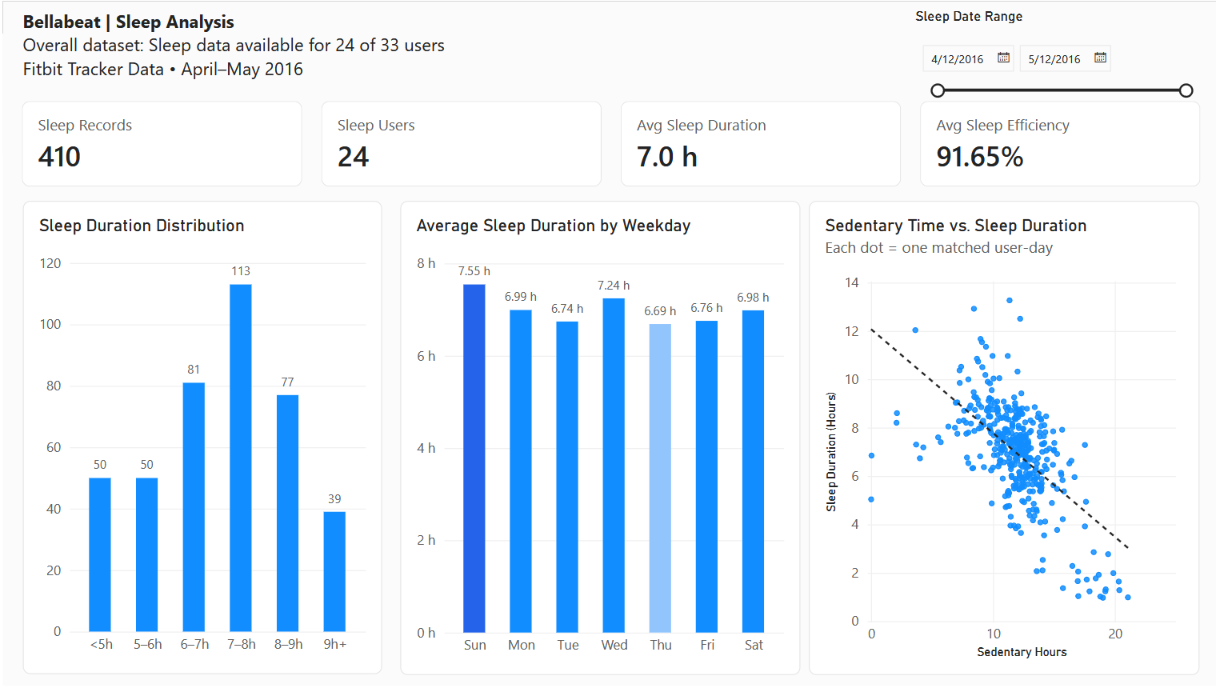 Bellabeat | Sleep Analysis
Overall dataset: Sleep data available for 24 of 33 users
Fitbit Tracker Data • April–May 2016
Sleep Date Range
4/12/2016
5/12/2016
Sleep Records
410
Sleep Users
24
Avg Sleep Duration
7.0 h
Avg Sleep Efficiency
91.65%
Sleep Duration Distribution
120
100
80
60
40
20
0
50
50
81
113
77
39
<5h
5–6h
6–7h
7–8h
8–9h
9h+
Average Sleep Duration by Weekday
8 h
6 h
4 h
2 h
0 h
7.55 h
6.99 h
6.74 h
7.24 h
6.69 h
6.76 h
6.98 h
Sun
Mon
Tue
Wed
Thu
Fri
Sat
Sedentary Time vs. Sleep Duration
Each dot = one matched user-day
Sleep Duration (Hours)
14
12
10
8
6
4
2
0
0
10
20
Sedentary Hours